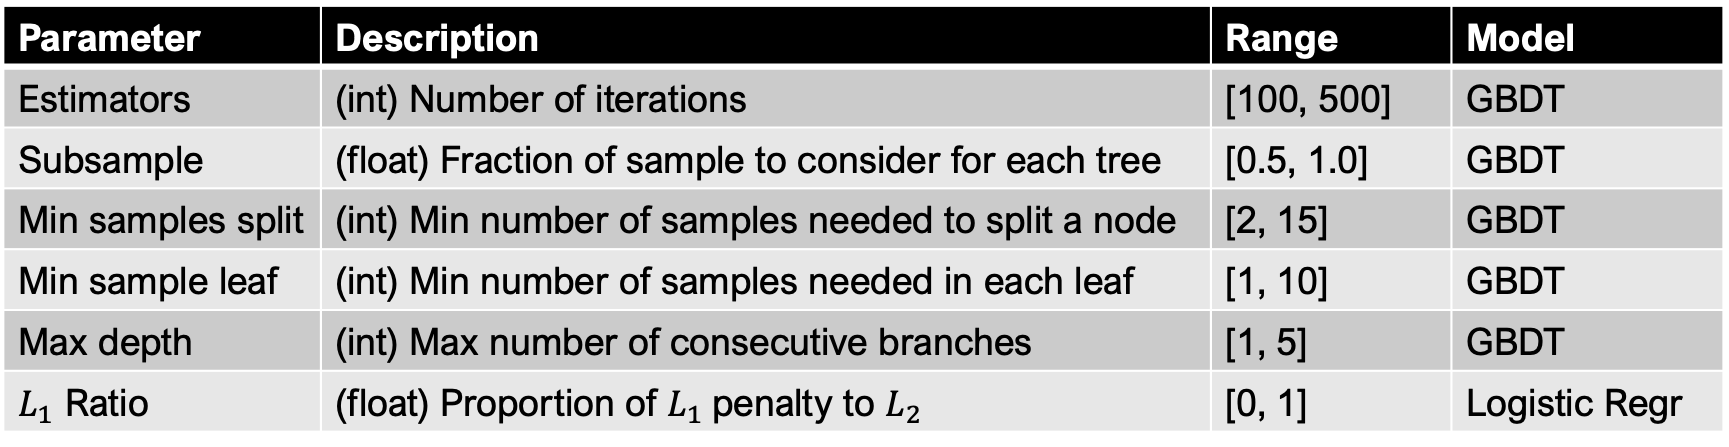 Parameter Description Range Model
Estimators (int) Number of iterations [100, 500] GBDT
Subsample (float) Fraction of sample to consider for each tree [0.5, 1.0] GBDT
Min samples split (int) Min number of samples needed to split a node [2, 15] GBDT
Min sample leaf (int) Min number of samples needed in each leaf [1, 10] GBDT
Max depth (int) Max number of consecutive branches [1, 5] GBDT
L₁ Ratio (float) Proportion of L₁ penalty to L₂ [0, 1] Logistic Regr